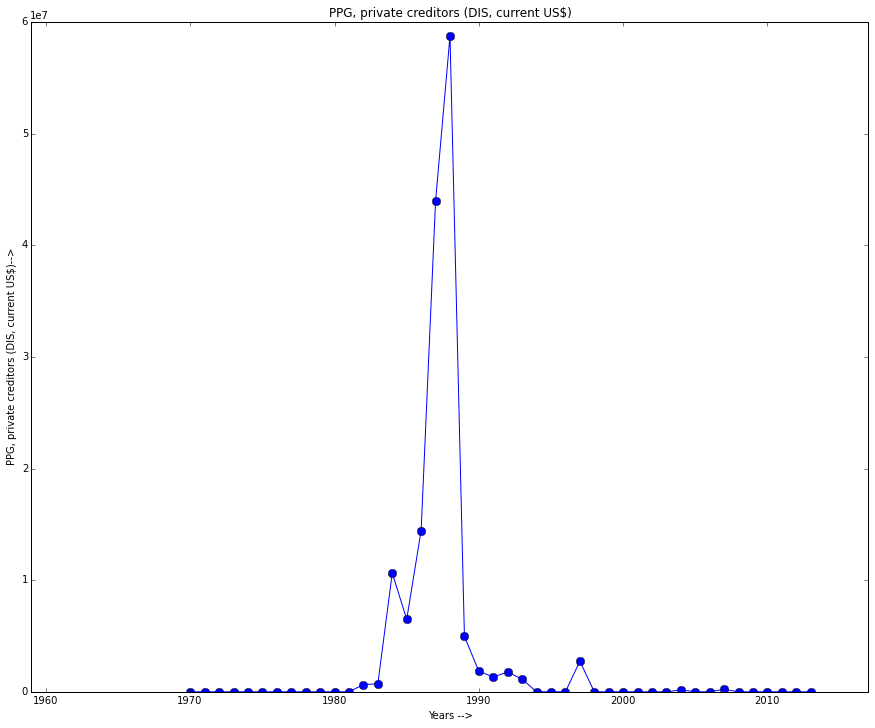 PPG, private creditors (DIS, current US$)
1e7
6
5
4
3
2
1
0
PPG, private creditors (DIS, current US$)-->
1960 1970 1980 1990 2000 2010
Years -->